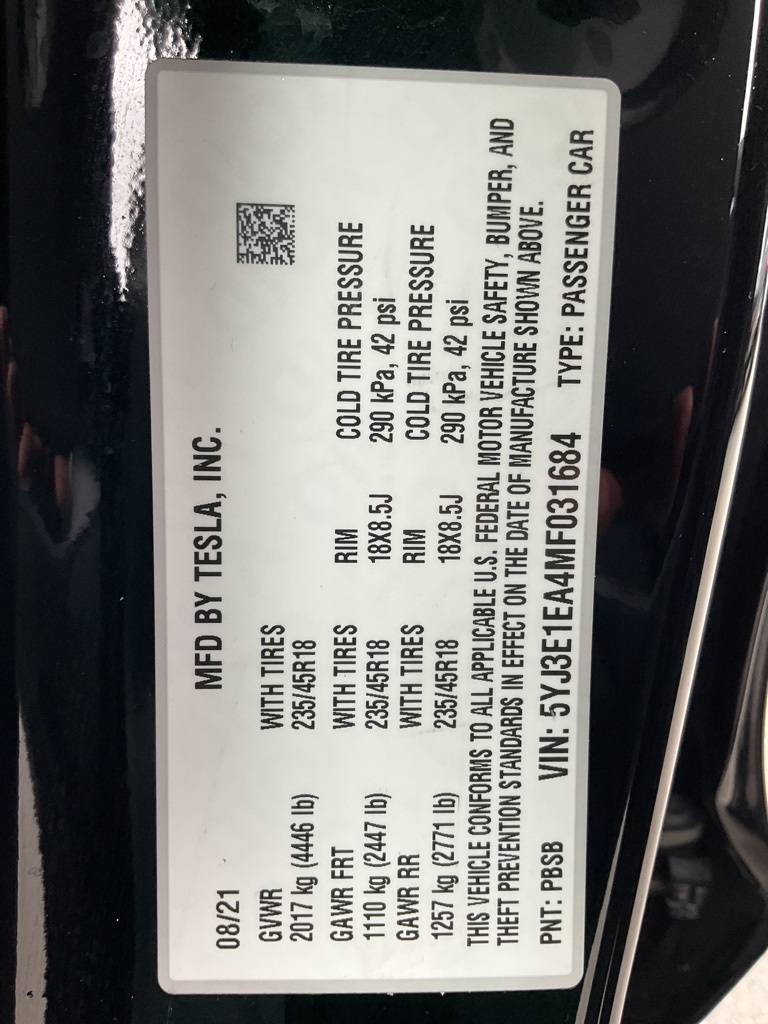 MFD BY TESLA, INC.
08/21
GVWR WITH TIRES
2017 kg (4446 lb) 235/45R18
GAWR FRT WITH TIRES RIM COLD TIRE PRESSURE
1110 kg (2447 lb) 235/45R18 18X8.5J 290 kPa, 42 psi
GAWR RR WITH TIRES RIM COLD TIRE PRESSURE
1257 kg (2771 lb) 235/45R18 18X8.5J 290 kPa, 42 psi
THIS VEHICLE CONFORMS TO ALL APPLICABLE U.S. FEDERAL MOTOR VEHICLE SAFETY, BUMPER, AND
THEFT PREVENTION STANDARDS IN EFFECT ON THE DATE OF MANUFACTURE SHOWN ABOVE.
PNT: PBSB VIN: 5YJ3E1EA4MF031684 TYPE: PASSENGER CAR